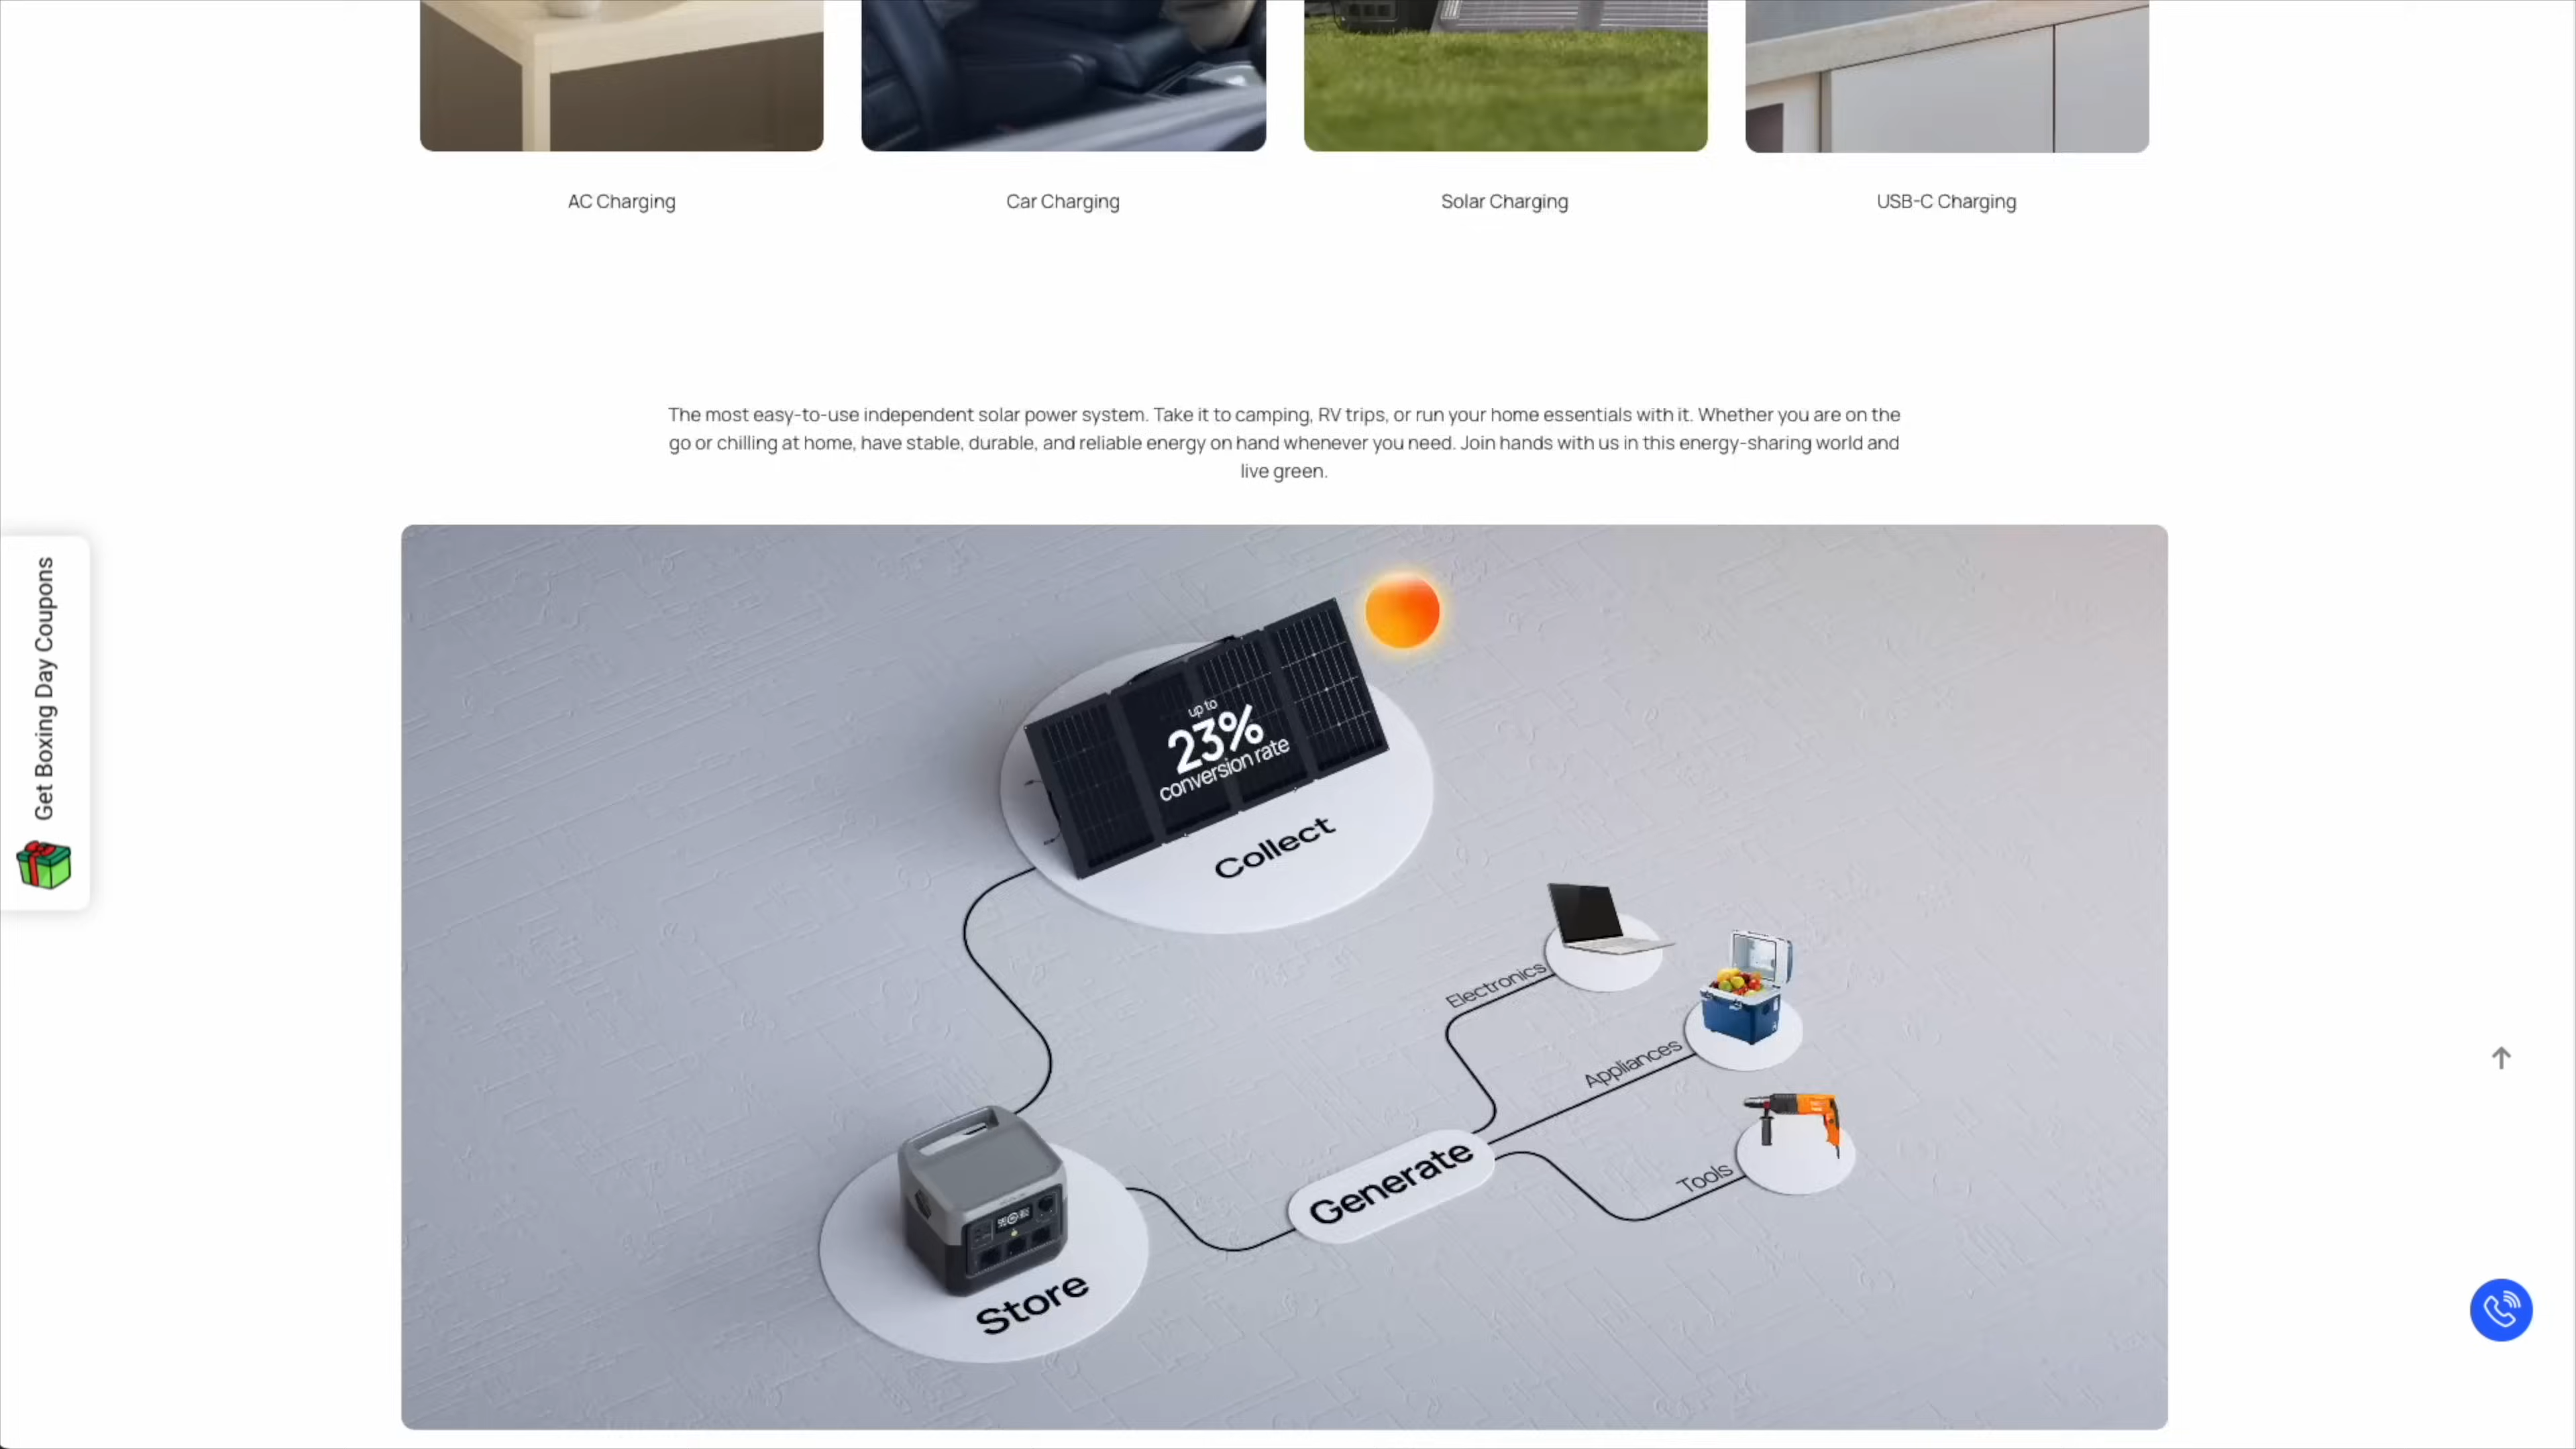 AC Charging
Car Charging
Solar Charging
USB-C Charging
The most easy-to-use independent solar power system. Take it to camping, RV trips, or run your home essentials with it. Whether you are on the
go or chilling at home, have stable, durable, and reliable energy on hand whenever you need. Join hands with us in this energy-sharing world and
live green.
Get Boxing Day Coupons
up to
23%
conversion rate
Collect
Electronics
Appliances
Generate
Tools
Store